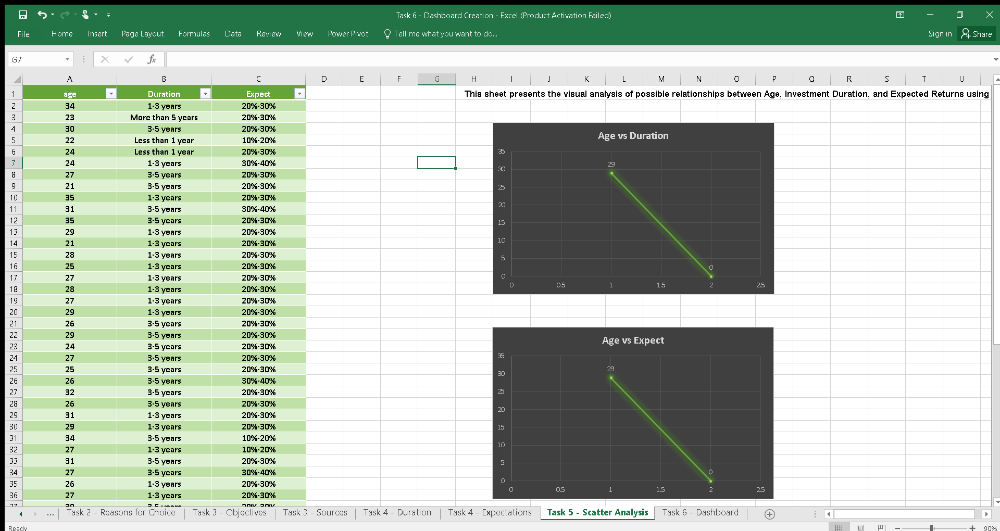 Task 6 - Dashboard Creation - Excel (Product Activation Failed)
File Home Insert Page Layout Formulas Data Review View Power Pivot Tell me what you want to do... Sign in Share
G7 fx
A B C D E F G H I J K L M N O P Q R S T U
1 age Duration Expect This sheet presents the visual analysis of possible relationships between Age, Investment Duration, and Expected Returns using
2 34 1-3 years 20%-30%
3 23 More than 5 years 20%-30%
4 30 3-5 years 20%-30%
5 22 Less than 1 year 10%-20%
6 24 Less than 1 year 20%-30%
7 24 1-3 years 30%-40%
8 27 3-5 years 20%-30%
9 21 3-5 years 20%-30%
10 35 1-3 years 20%-30%
11 31 3-5 years 30%-40%
12 35 3-5 years 20%-30%
13 29 1-3 years 20%-30%
14 21 1-3 years 20%-30%
15 28 1-3 years 20%-30%
16 25 1-3 years 20%-30%
17 27 1-3 years 20%-30%
18 28 1-3 years 20%-30%
19 27 1-3 years 20%-30%
20 29 1-3 years 20%-30%
21 26 3-5 years 20%-30%
22 29 3-5 years 20%-30%
23 24 3-5 years 20%-30%
24 27 3-5 years 20%-30%
25 25 3-5 years 20%-30%
26 26 3-5 years 30%-40%
27 32 3-5 years 20%-30%
28 26 3-5 years 20%-30%
29 31 1-3 years 20%-30%
30 29 1-3 years 20%-30%
31 34 3-5 years 10%-20%
32 27 1-3 years 10%-20%
33 31 3-5 years 20%-30%
34 27 3-5 years 30%-40%
35 26 1-3 years 20%-30%
36 27 1-3 years 20%-30%
Age vs Duration
35
29
30
25
20
15
10
5
0
0
0 0.5 1 1.5 2 2.5
Age vs Expect
35
29
30
25
20
15
10
5
0
0
0 0.5 1 1.5 2 2.5
... Task 2 - Reasons for Choice Task 3 - Objectives Task 3 - Sources Task 4 - Duration Task 4 - Expectations Task 5 - Scatter Analysis Task 6 - Dashboard
Ready 90%